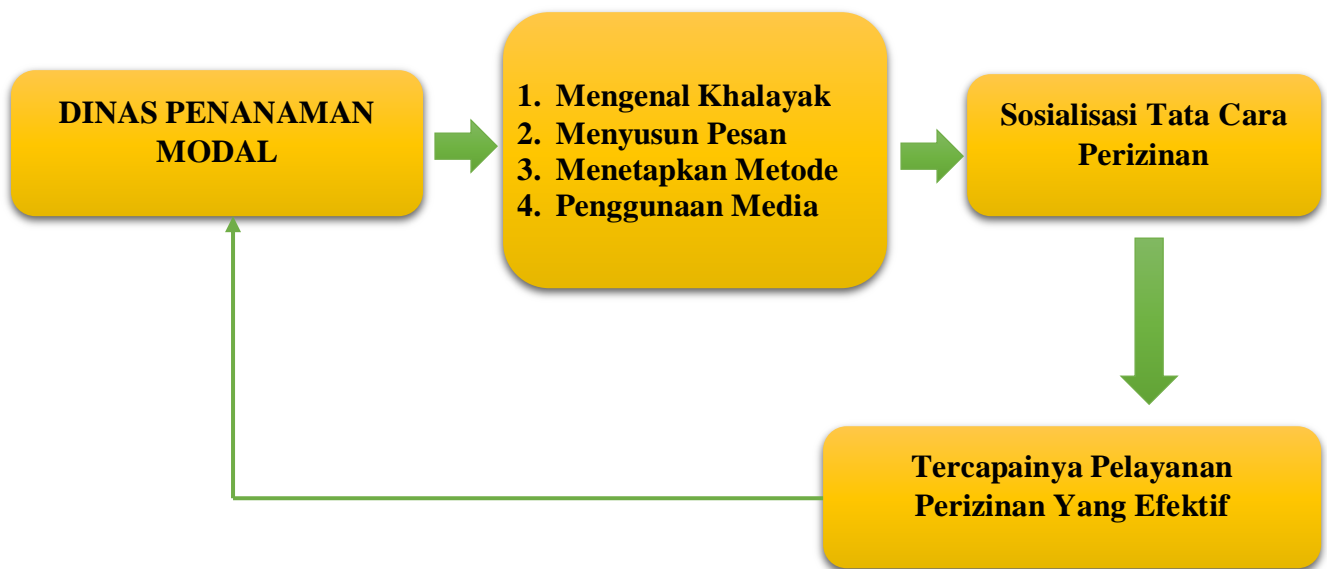 DINAS PENANAMAN
MODAL
1. Mengenal Khalayak
2. Menyusun Pesan
3. Menetapkan Metode
4. Penggunaan Media
Sosialisasi Tata Cara
Perizinan
Tercapainya Pelayanan
Perizinan Yang Efektif